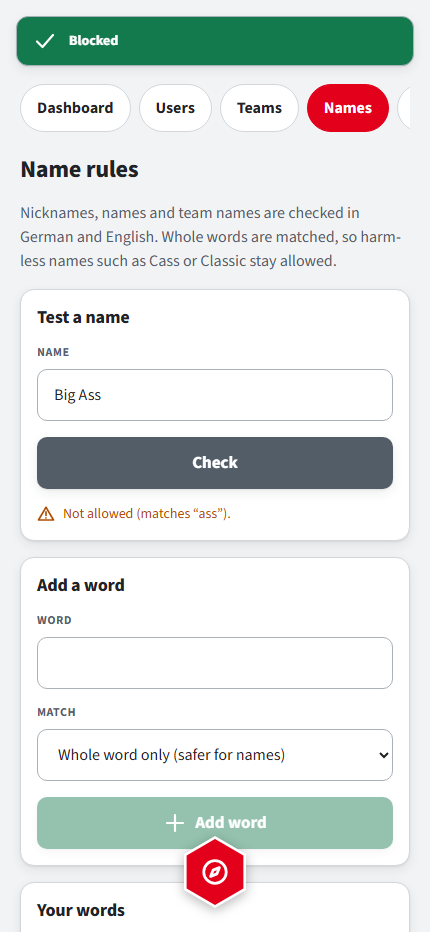 Blocked
Dashboard
Users
Teams
Names
Name rules
Nicknames, names and team names are checked in
German and English. Whole words are matched, so harm-
less names such as Cass or Classic stay allowed.
Test a name
NAME
Big Ass
Check
Not allowed (matches “ass”).
Add a word
WORD
MATCH
Whole word only (safer for names)
Add word
Your words